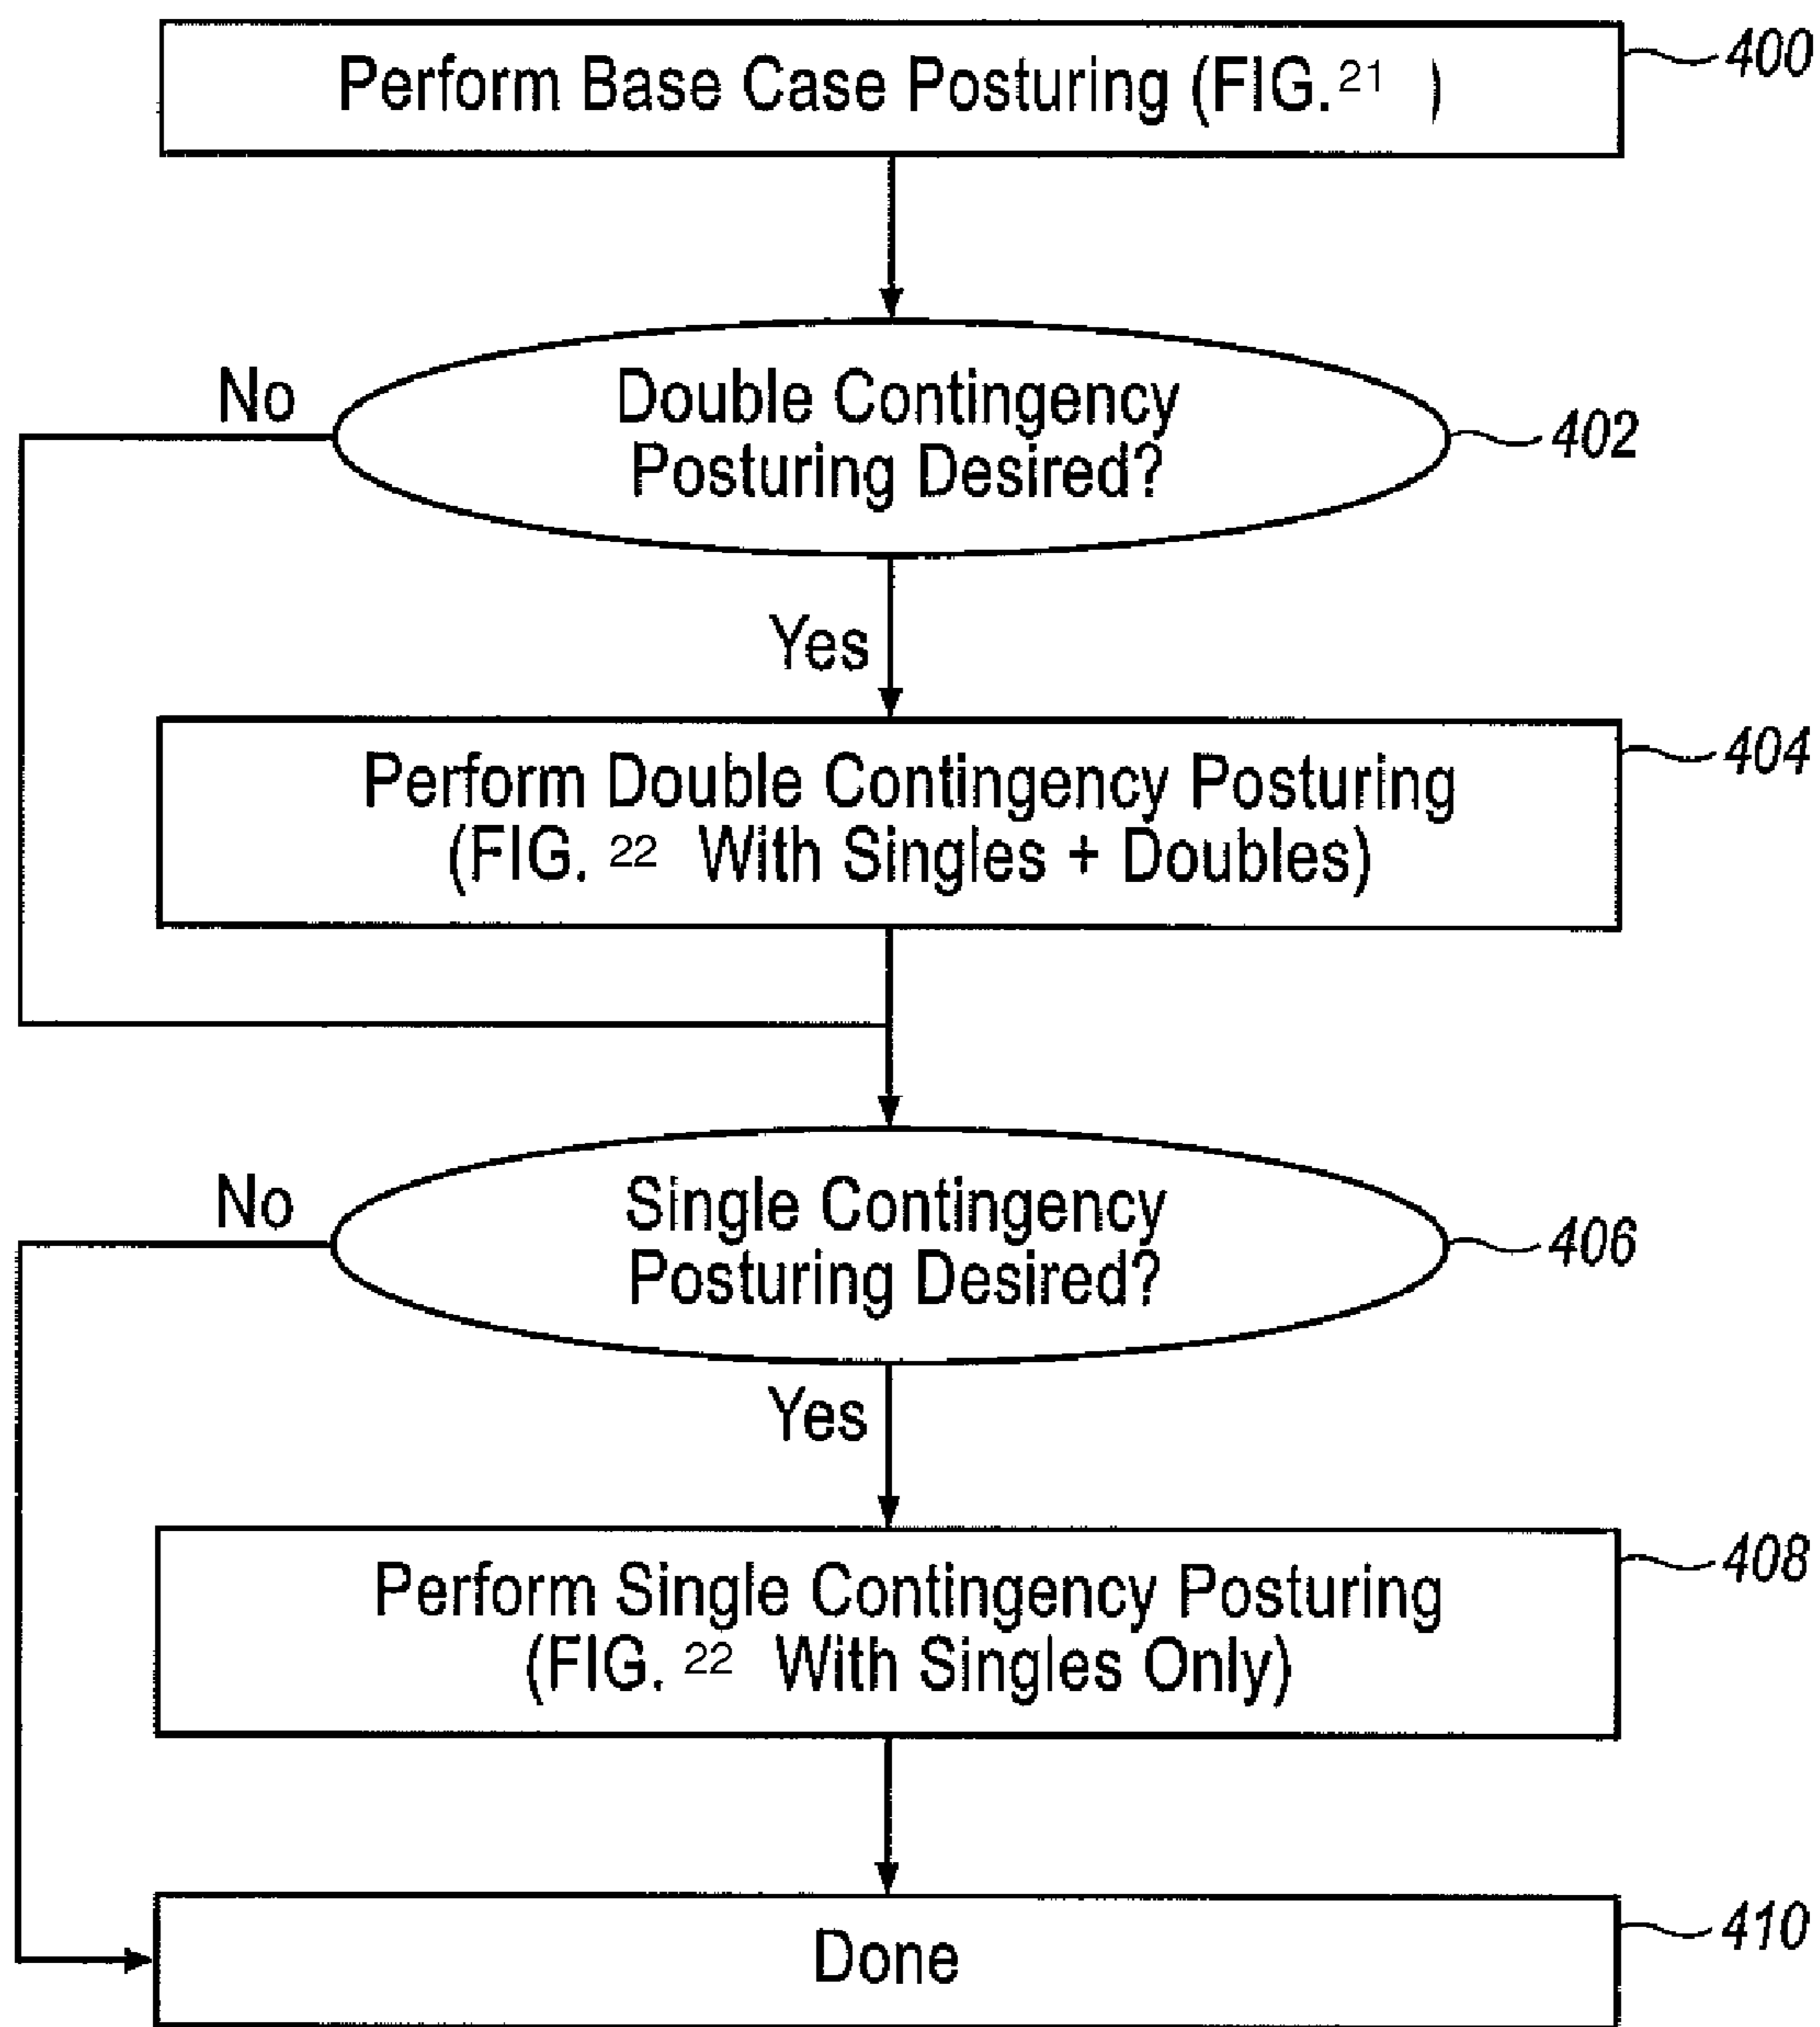 Perform Base Case Posturing (FIG. 21 )
400
Double Contingency
Posturing Desired?
402
No
Yes
Perform Double Contingency Posturing
(FIG. 22 With Singles + Doubles)
404
Single Contingency
Posturing Desired?
406
No
Yes
Perform Single Contingency Posturing
(FIG. 22 With Singles Only)
408
Done
410